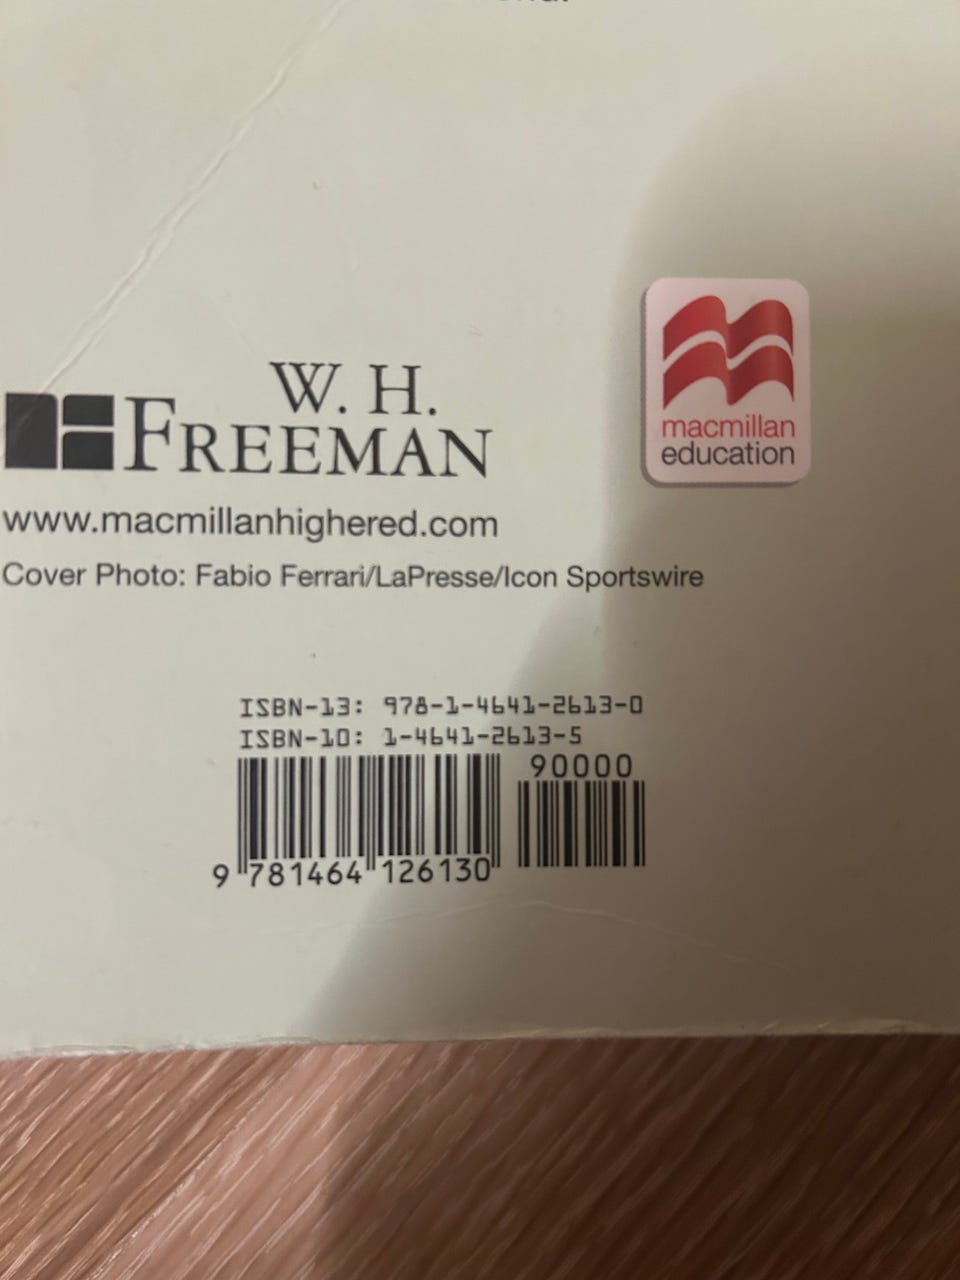 W. H.
FREEMAN
macmillan
education
www.macmillanhighered.com
Cover Photo: Fabio Ferrari/LaPresse/Icon Sportswire
ISBN-13: 978-1-4641-2613-0
ISBN-10: 1-4641-2613-5
90000
9 781464 126130